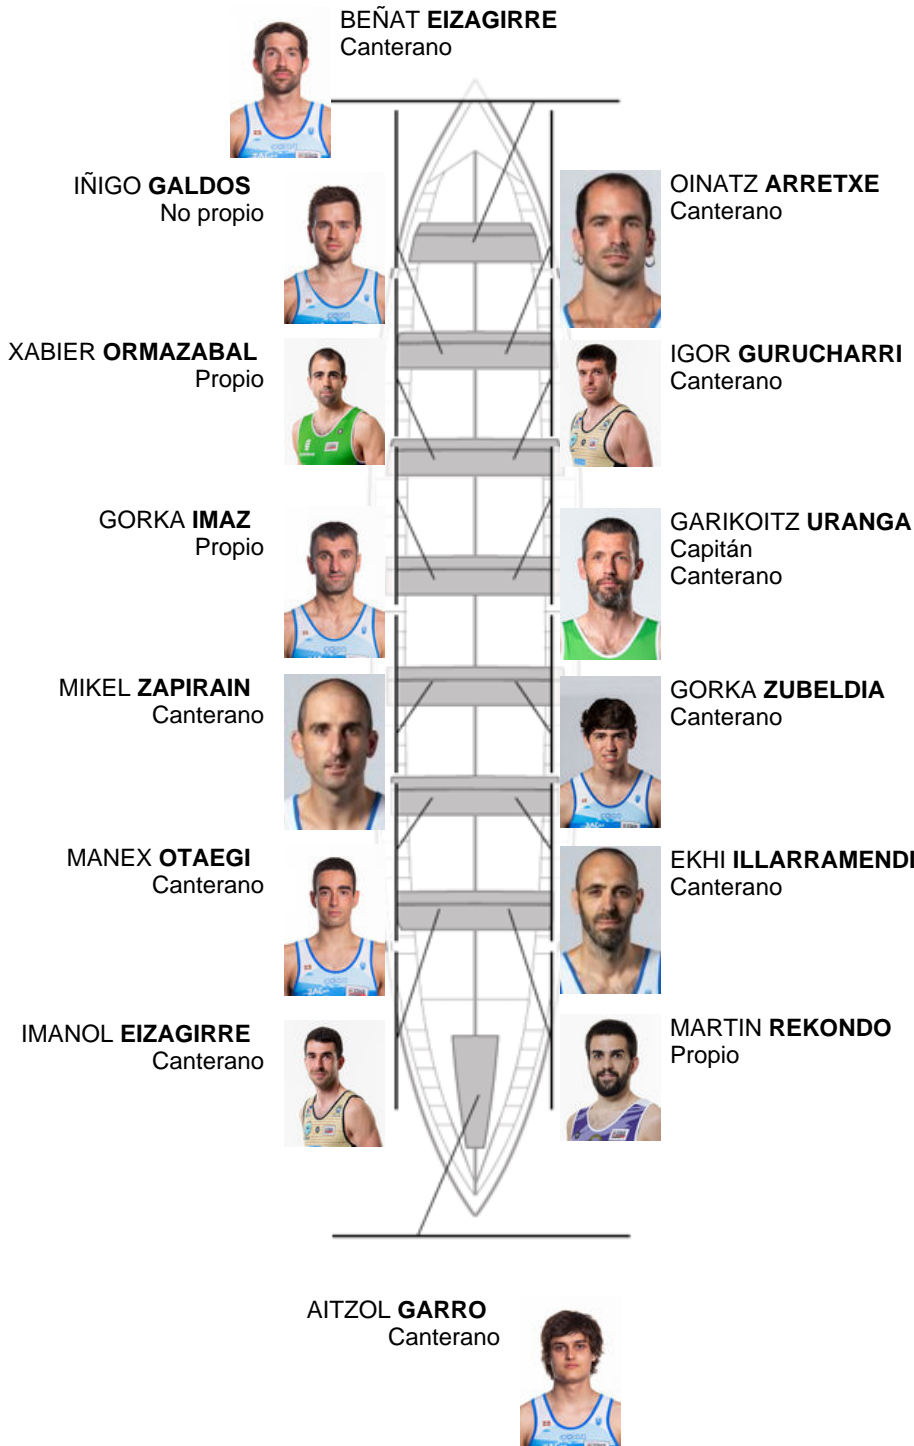 BEÑAT EIZAGIRRE
Canterano
IÑIGO GALDOS
No propio
OINATZ ARRETXE
Canterano
XABIER ORMAZABAL
Propio
IGOR GURUCHARRI
Canterano
GORKA IMAZ
Propio
GARIKOITZ URANGA
Capitán
Canterano
MIKEL ZAPIRAIN
Canterano
GORKA ZUBELDIA
Canterano
MANEX OTAEGI
Canterano
EKHI ILLARRAMENDI
Canterano
IMANOL EIZAGIRRE
Canterano
MARTIN REKONDO
Propio
AITZOL GARRO
Canterano